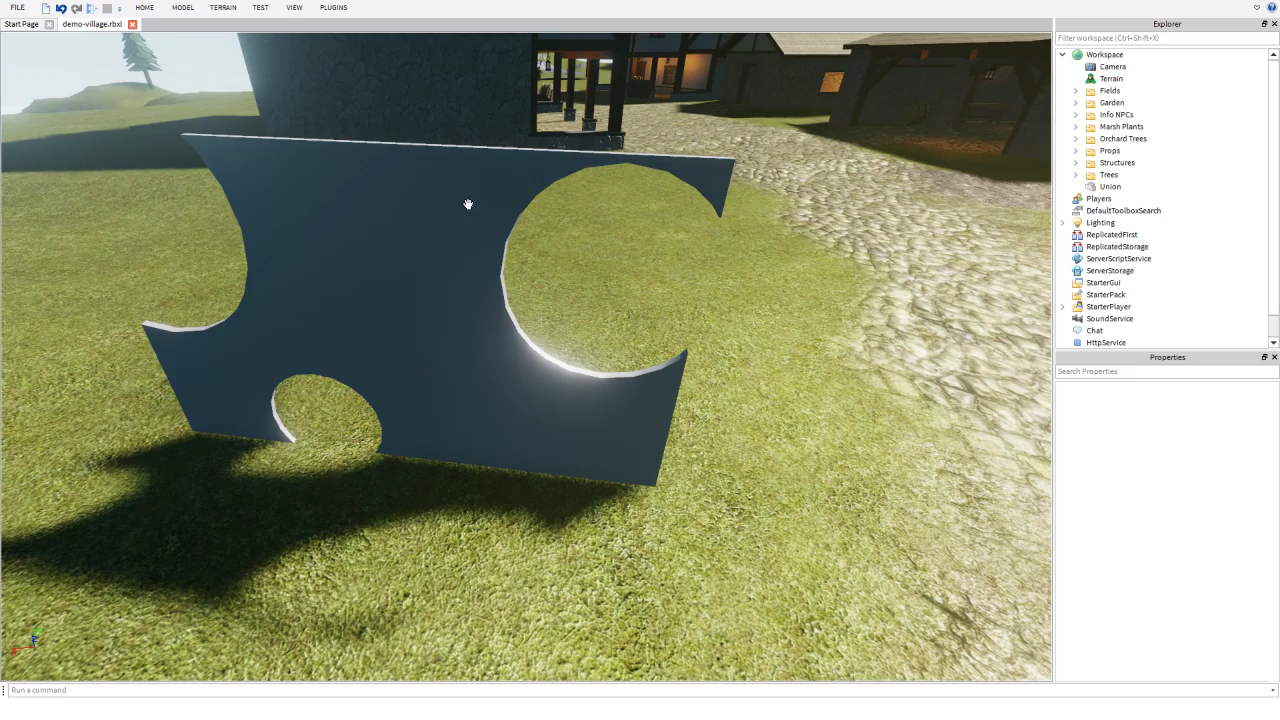 FILE HOME MODEL TERRAIN TEST VIEW PLUGINS
Start Page demo-village.rbxl
Explorer
Filter workspace (Ctrl+Shift+X)
Workspace
Camera
Terrain
Fields
Garden
Info NPCs
Marsh Plants
Orchard Trees
Props
Structures
Trees
Union
Players
DefaultToolboxSearch
Lighting
ReplicatedFirst
ReplicatedStorage
ServerScriptService
ServerStorage
StarterGui
StarterPack
StarterPlayer
SoundService
Chat
HttpService
Properties
Search Properties
Run a command